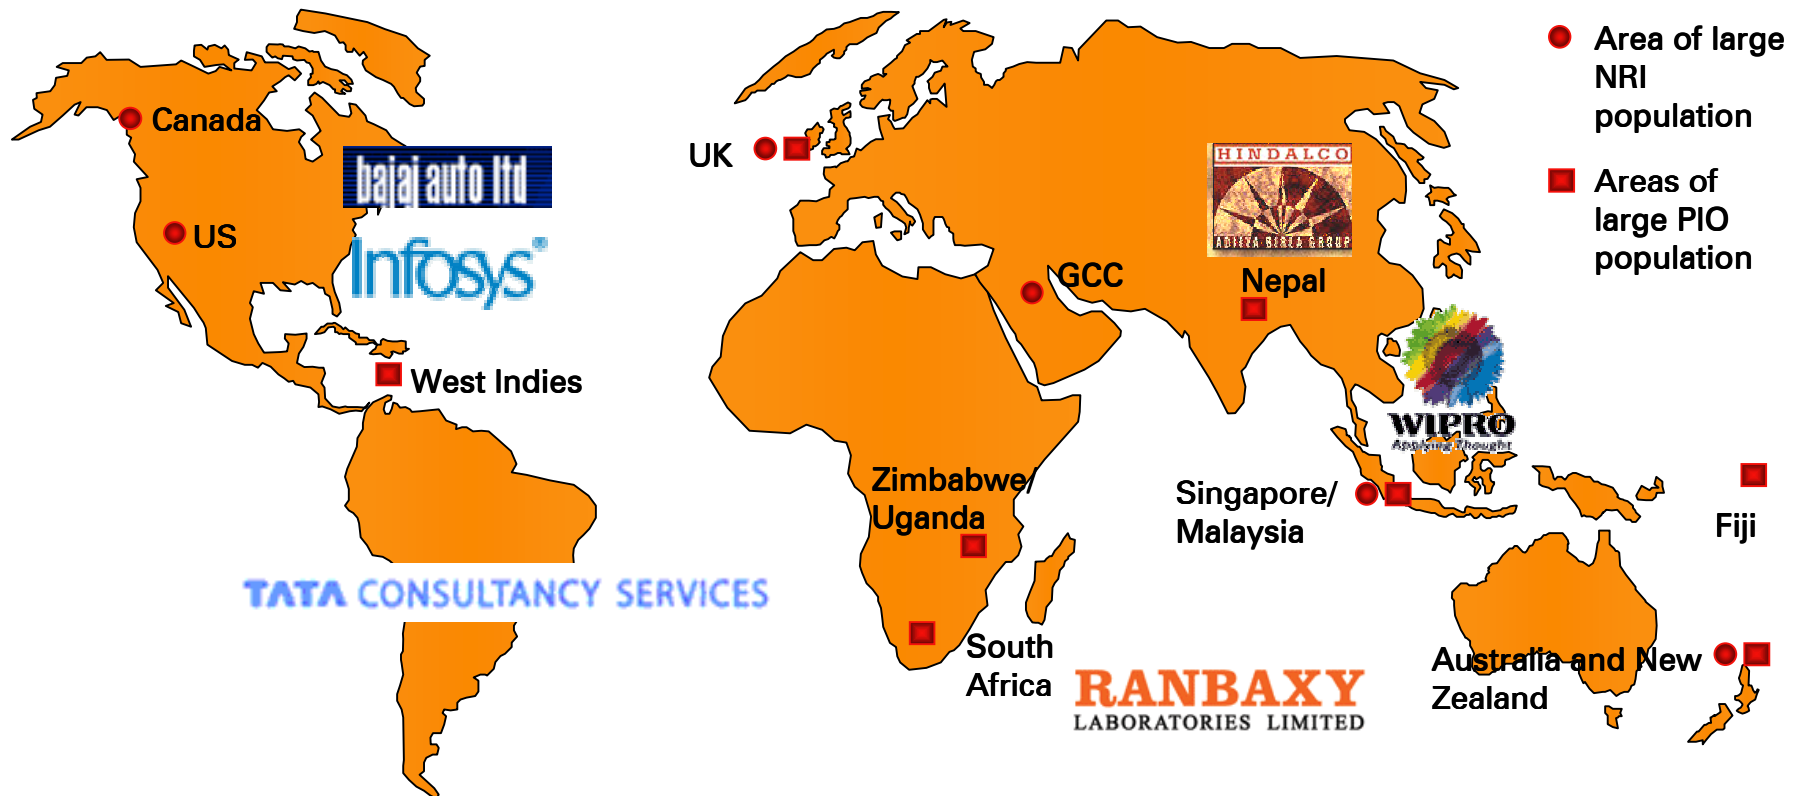 Area of large
NRI
population
Areas of
large PIO
population
Canada
US
bajaj auto ltd
Infosys®
West Indies
UK
GCC
HINDALCO
ADITYA BIRLA GROUP
Nepal
WIPRO
Applying Thought
Zimbabwe/
Uganda
Singapore/
Malaysia
Fiji
TATA CONSULTANCY SERVICES
South
Africa
RANBAXY
LABORATORIES LIMITED
Australia and New
Zealand